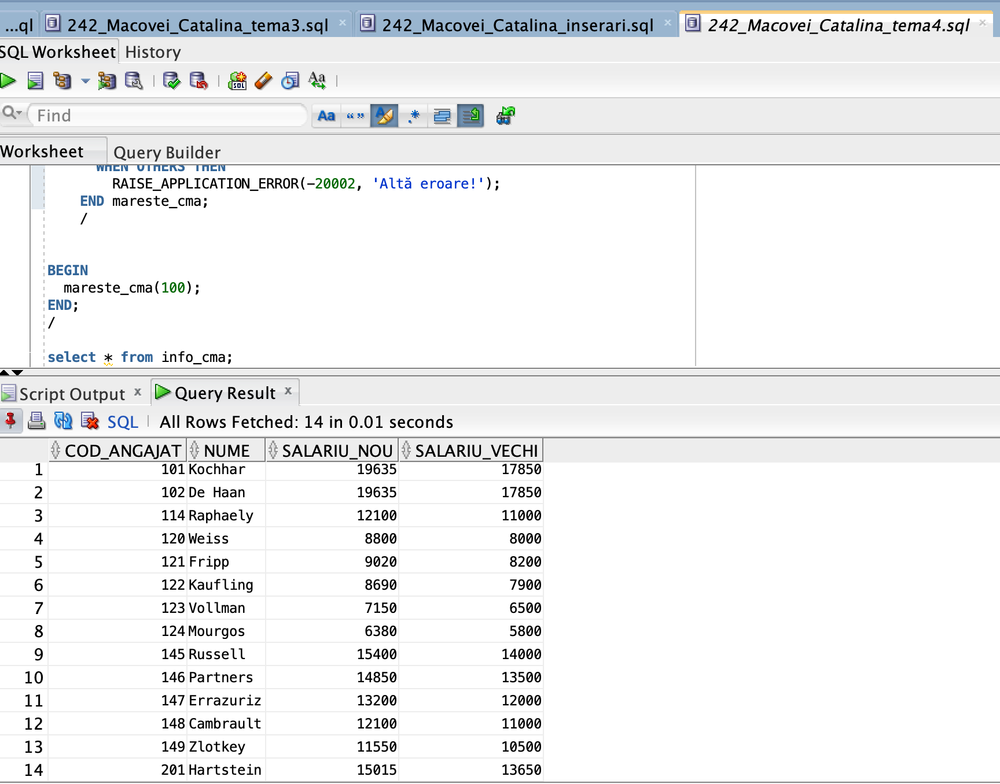 ...ql 242_Macovei_Catalina_tema3.sql 242_Macovei_Catalina_inserari.sql 242_Macovei_Catalina_tema4.sql
SQL Worksheet History
Find
Worksheet Query Builder
WHEN OTHERS THEN
RAISE_APPLICATION_ERROR(-20002, 'Altă eroare!');
END mareste_cma;
/
BEGIN
mareste_cma(100);
END;
/
select * from info_cma;
Script Output Query Result
SQL All Rows Fetched: 14 in 0.01 seconds
COD_ANGAJAT NUME SALARIU_NOU SALARIU_VECHI
1 101 Kochhar 19635 17850
2 102 De Haan 19635 17850
3 114 Raphaely 12100 11000
4 120 Weiss 8800 8000
5 121 Fripp 9020 8200
6 122 Kaufling 8690 7900
7 123 Vollman 7150 6500
8 124 Mourgos 6380 5800
9 145 Russell 15400 14000
10 146 Partners 14850 13500
11 147 Errazuriz 13200 12000
12 148 Cambrault 12100 11000
13 149 Zlotkey 11550 10500
14 201 Hartstein 15015 13650